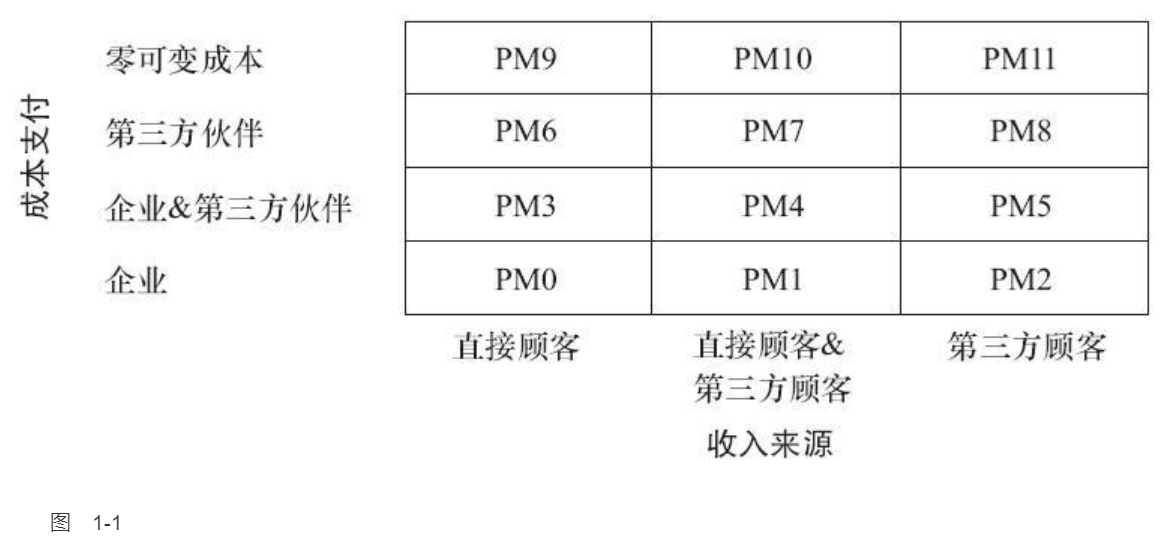 成本支付
零可变成本 PM9 PM10 PM11
第三方伙伴 PM6 PM7 PM8
企业&第三方伙伴 PM3 PM4 PM5
企业 PM0 PM1 PM2
直接顾客 直接顾客& 第三方顾客
第三方顾客
收入来源
图 1-1